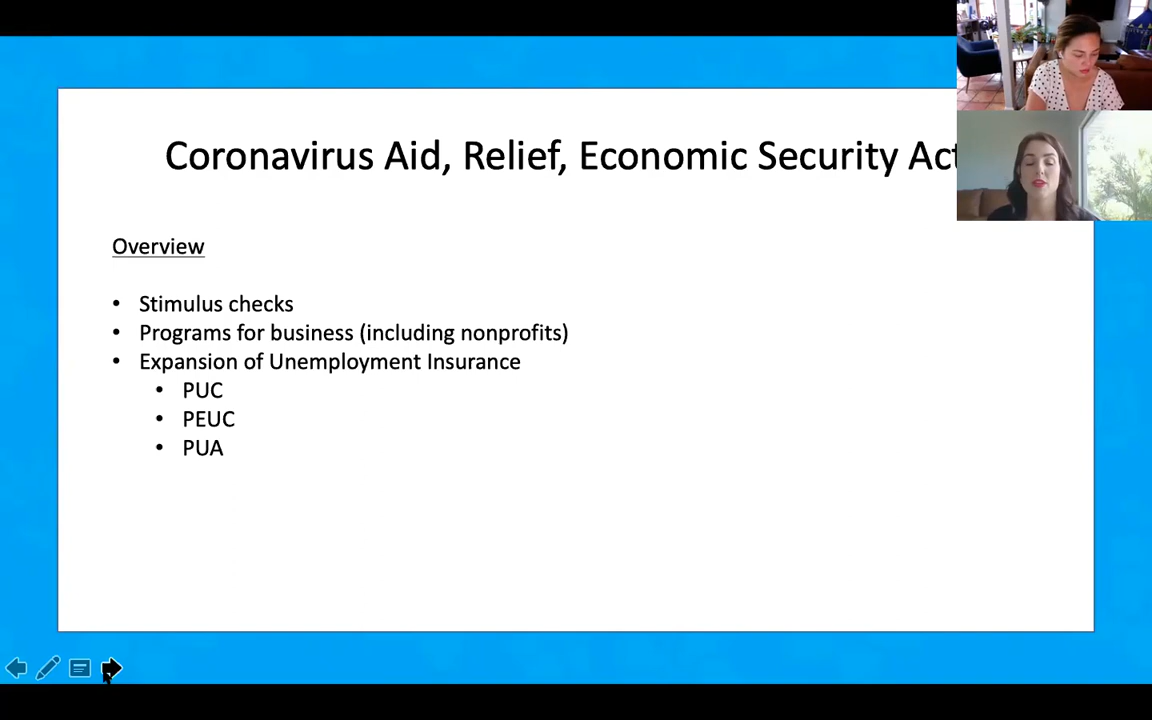 Coronavirus Aid, Relief, Economic Security Act
Overview
• Stimulus checks
• Programs for business (including nonprofits)
• Expansion of Unemployment Insurance
• PUC
• PEUC
• PUA